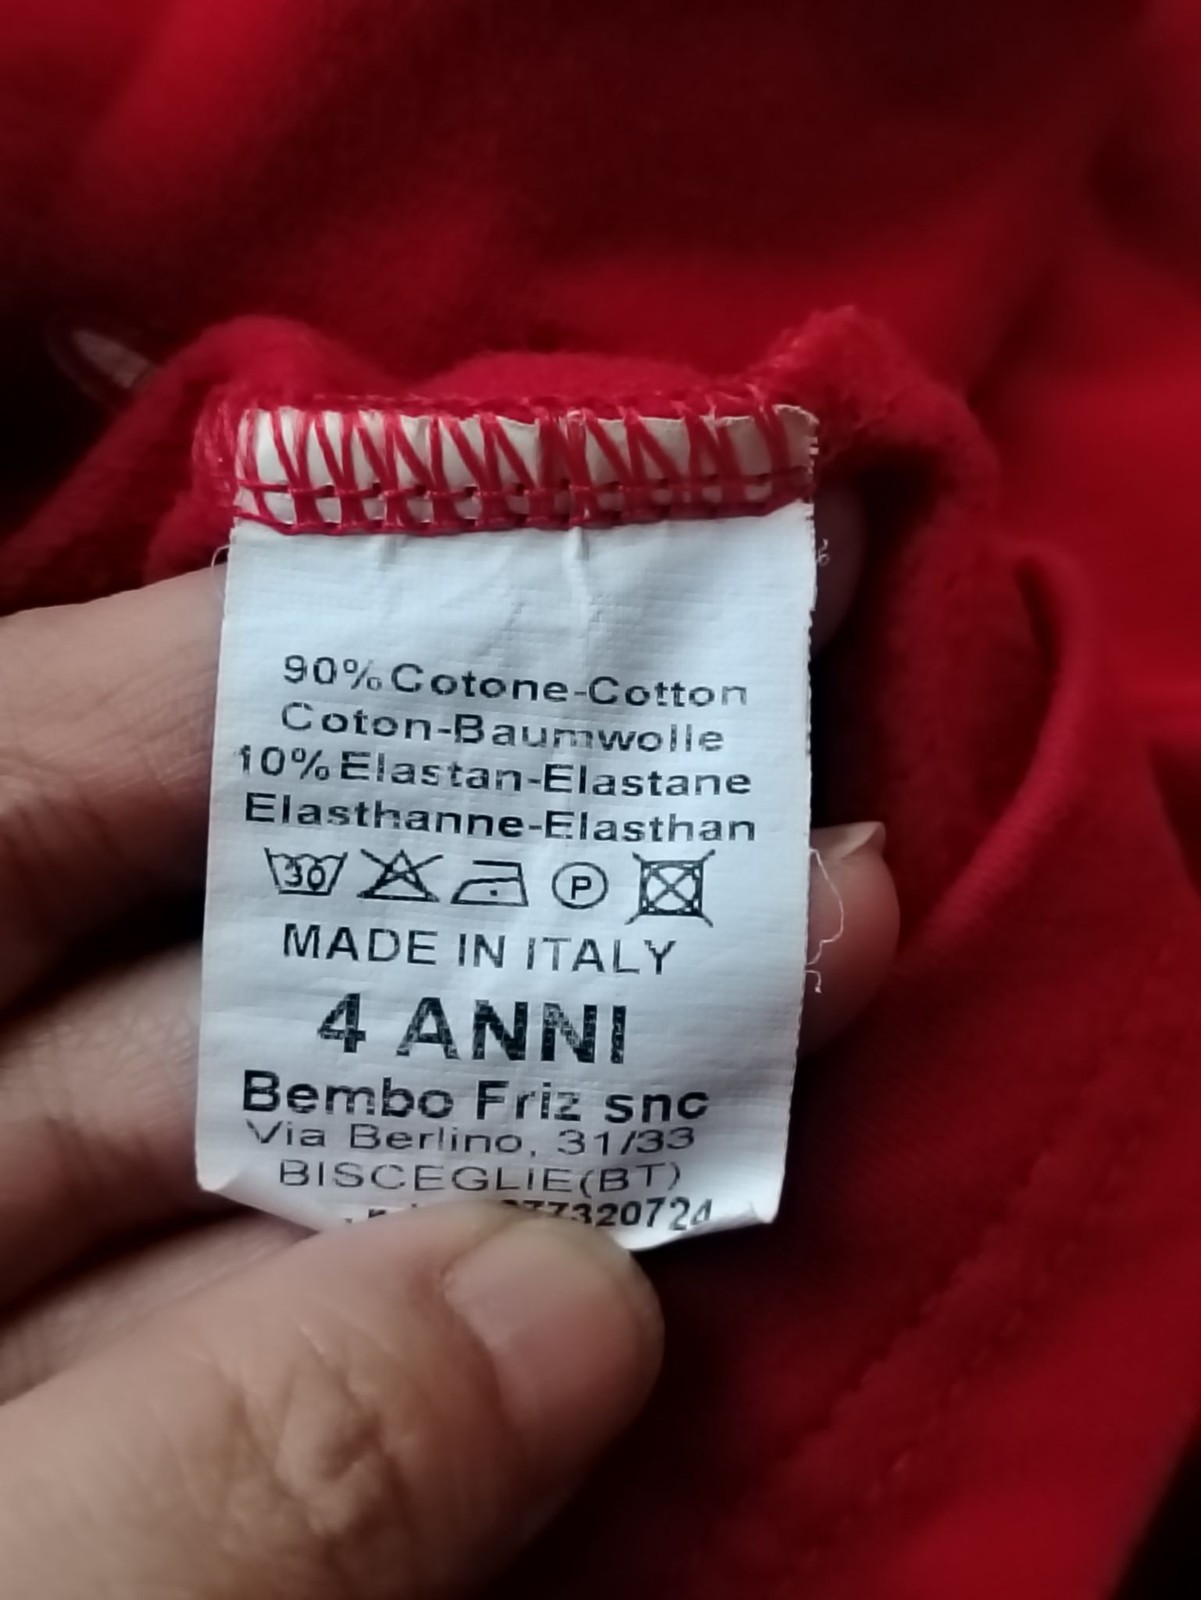 90% Cotone-Cotton
Coton-Baumwolle
10% Elastan-Elastane
Elasthanne-Elasthan
30
P
MADE IN ITALY
4 ANNI
Bembo Friz snc
Via Berlino, 31/33
BISCEGLIE(BT)